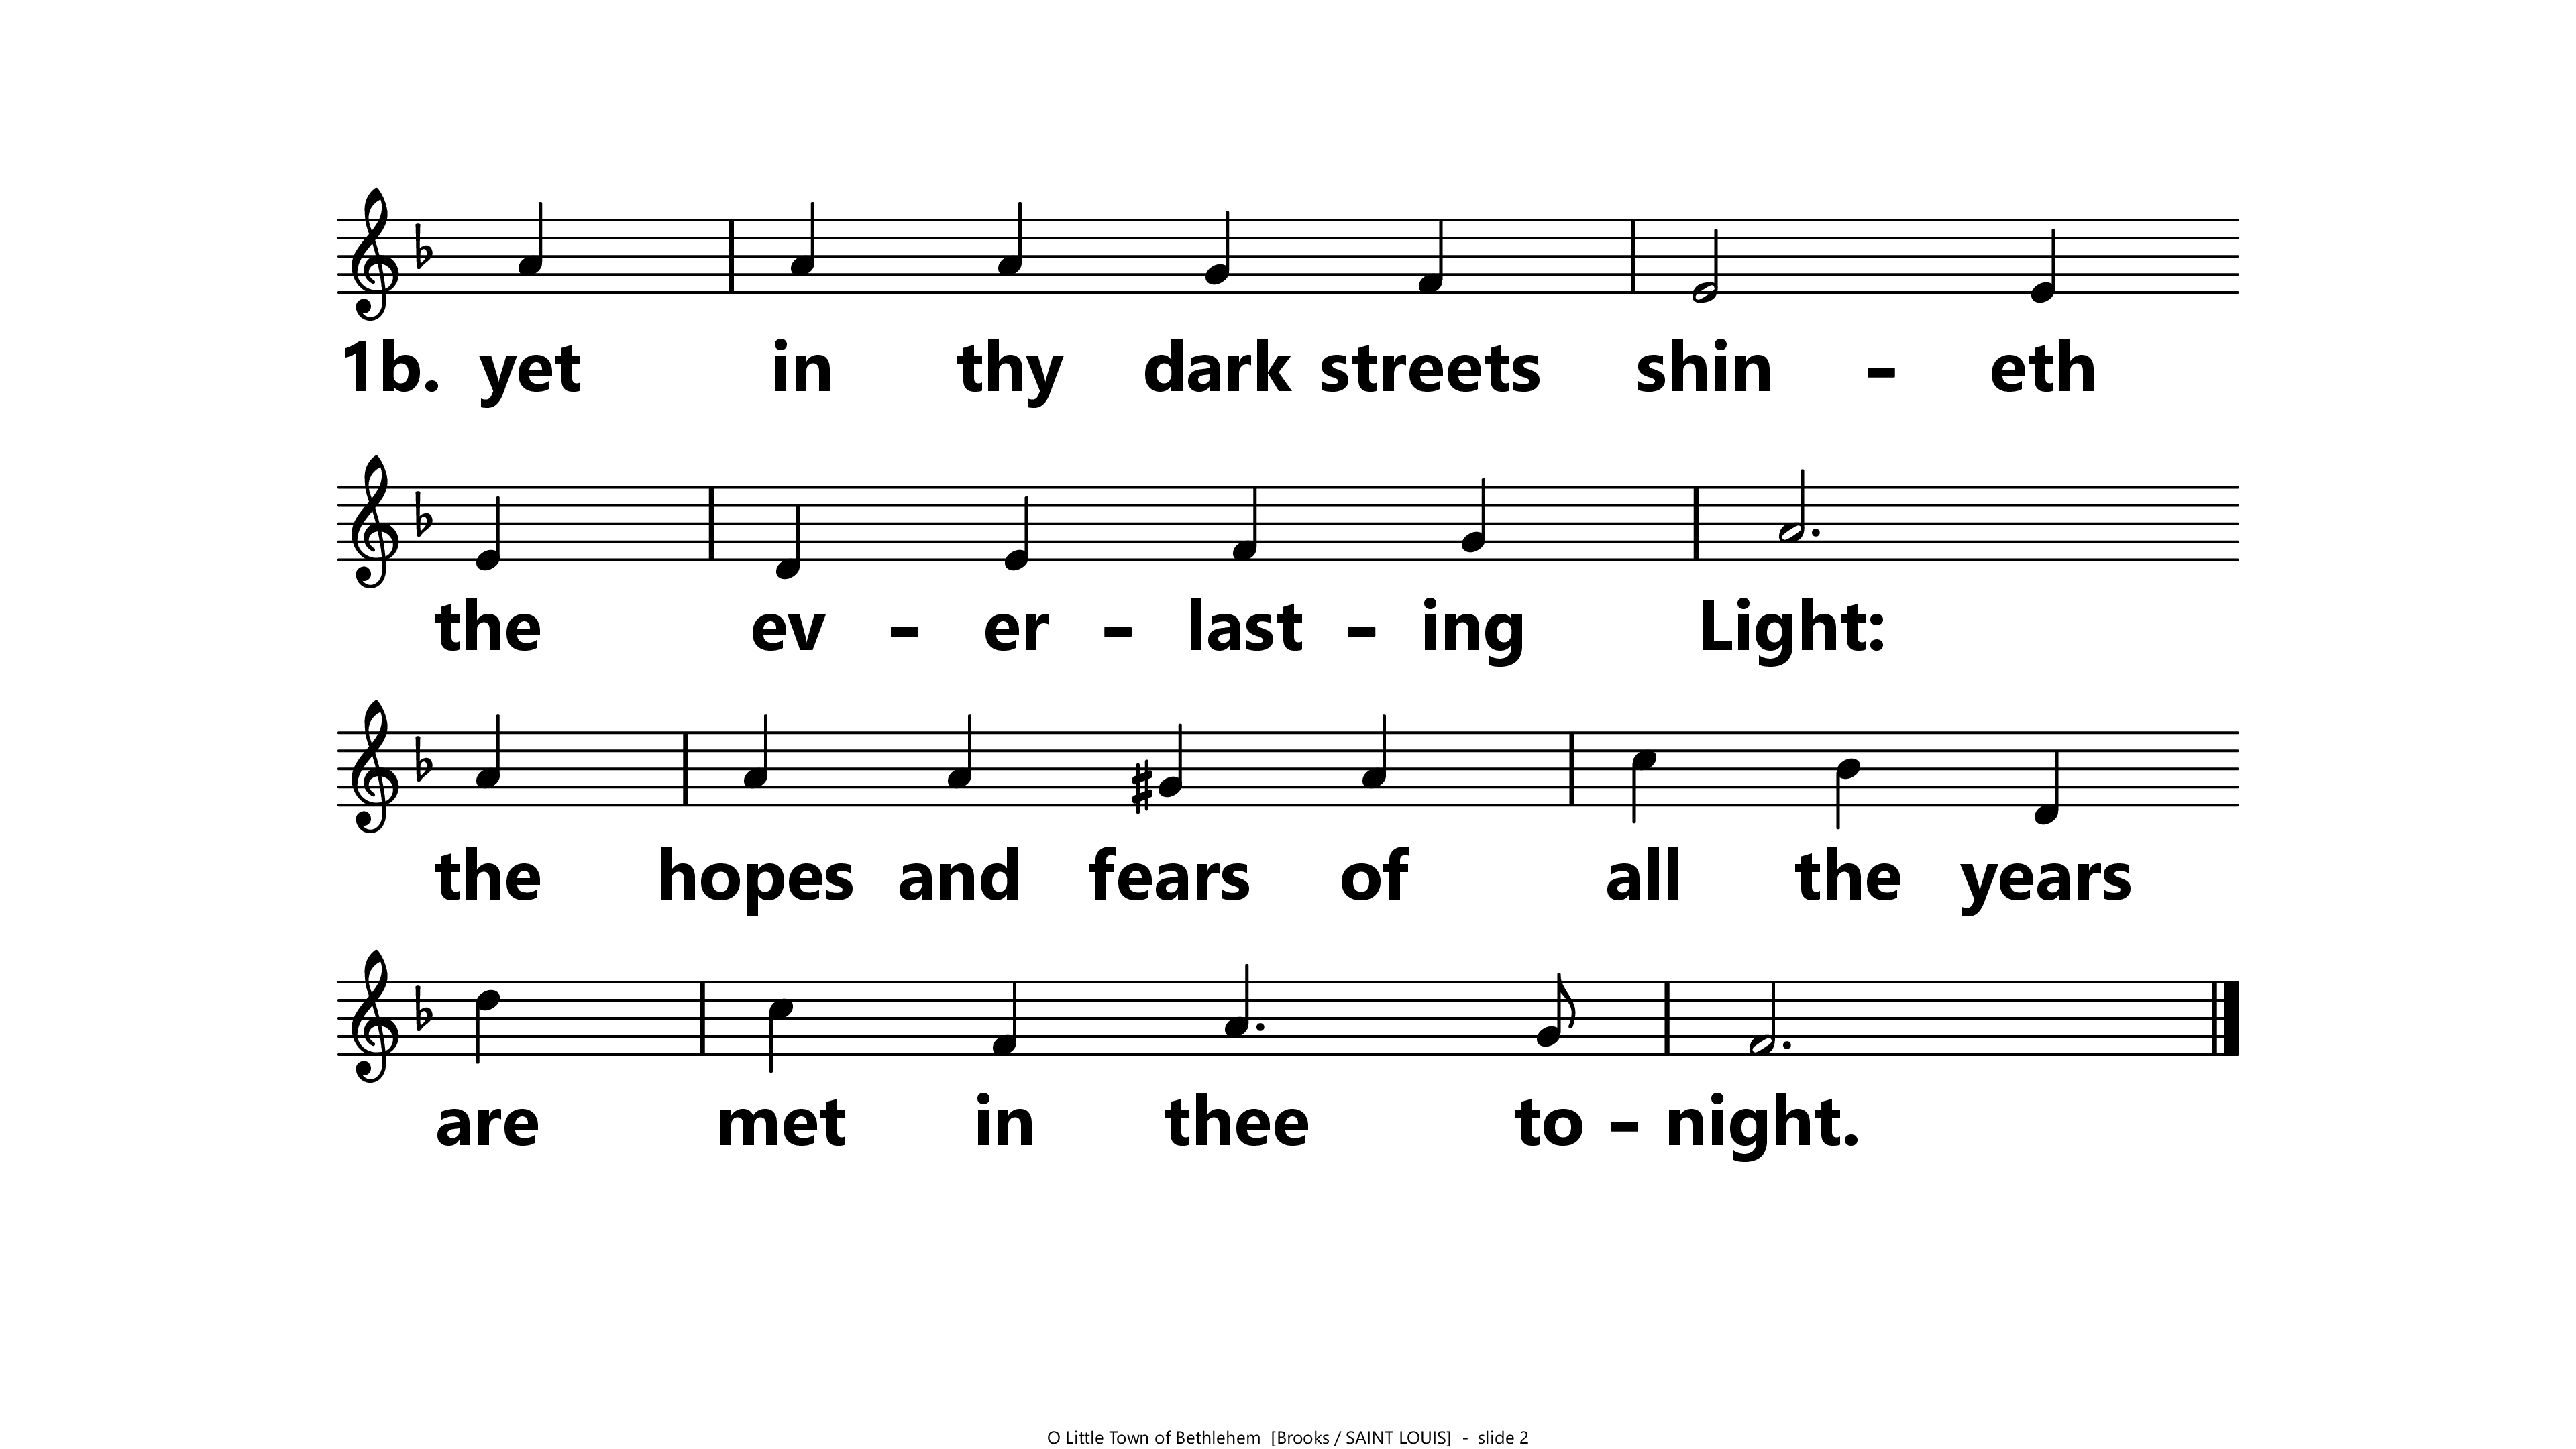 1b. yet in thy dark streets shin - eth
the ev - er - last - ing Light:
the hopes and fears of all the years
are met in thee to - night.
O Little Town of Bethlehem [Brooks / SAINT LOUIS] - slide 2